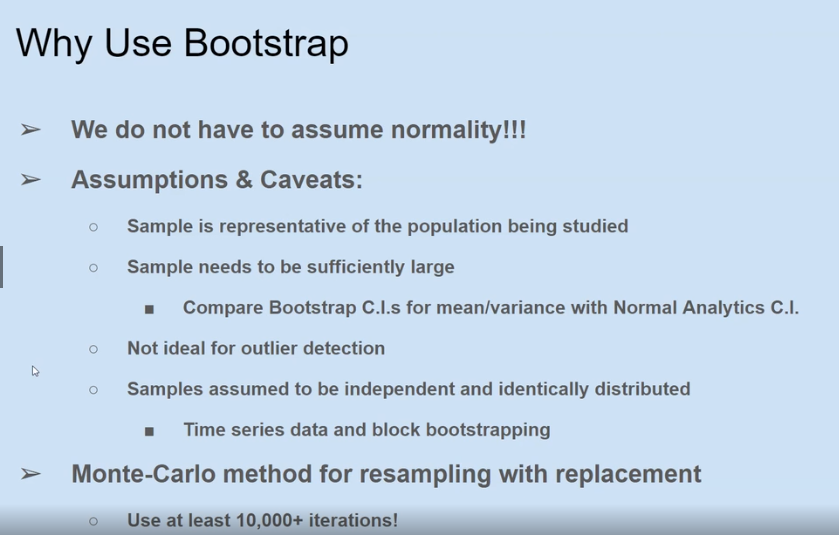 Why Use Bootstrap
➢ We do not have to assume normality!!!
➢ Assumptions & Caveats:
○ Sample is representative of the population being studied
○ Sample needs to be sufficiently large
■ Compare Bootstrap C.I.s for mean/variance with Normal Analytics C.I.
○ Not ideal for outlier detection
○ Samples assumed to be independent and identically distributed
■ Time series data and block bootstrapping
➢ Monte-Carlo method for resampling with replacement
○ Use at least 10,000+ iterations!